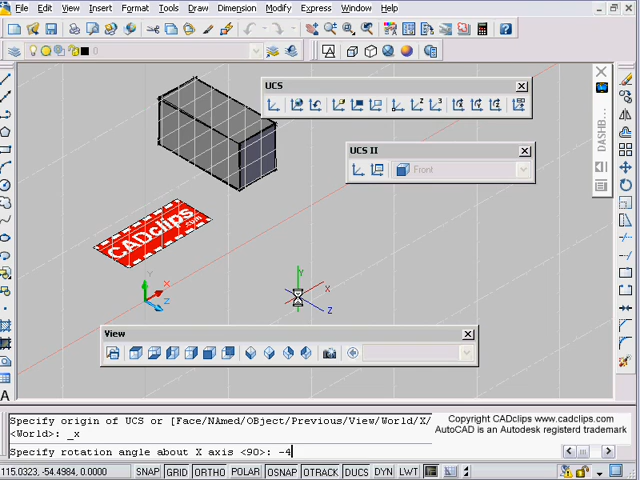 File Edit View Insert Format Tools Draw Dimension Modify Express Window Help
0
UCS
UCS II
Front
DASHB..
CADclips
.com
Y
X
Z
Y
X
Z
View
Specify origin of UCS or [Face/NAmed/OBject/Previous/View/World/X/
<World>: _x
Specify rotation angle about X axis <90>: -4
Copyright CADclips www.cadclips.com
AutoCAD is an Autodesk registerd trademark
115.0323, -54.4984, 0.0000 SNAP GRID ORTHO POLAR OSNAP OTRACK DUCS DYN LWT